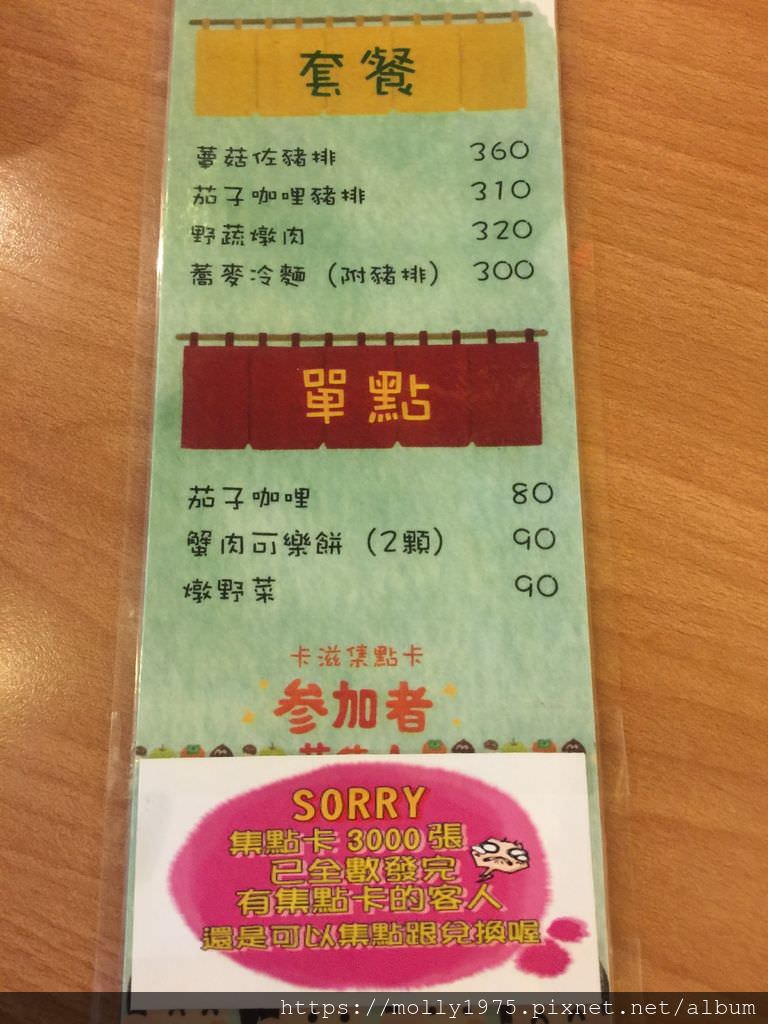 套餐
蘑菇佐豬排 360
茄子咖哩豬排 310
野蔬燉肉 320
蕎麥冷麵（附豬排） 300
單點
茄子咖哩 80
蟹肉可樂餅（2顆） 90
燉野菜 90
卡滋集點卡
参加者
SORRY
集點卡3000張
已全數發完
有集點卡的客人
還是可以集點跟兌換喔
https://molly1975.pixnet.net/album